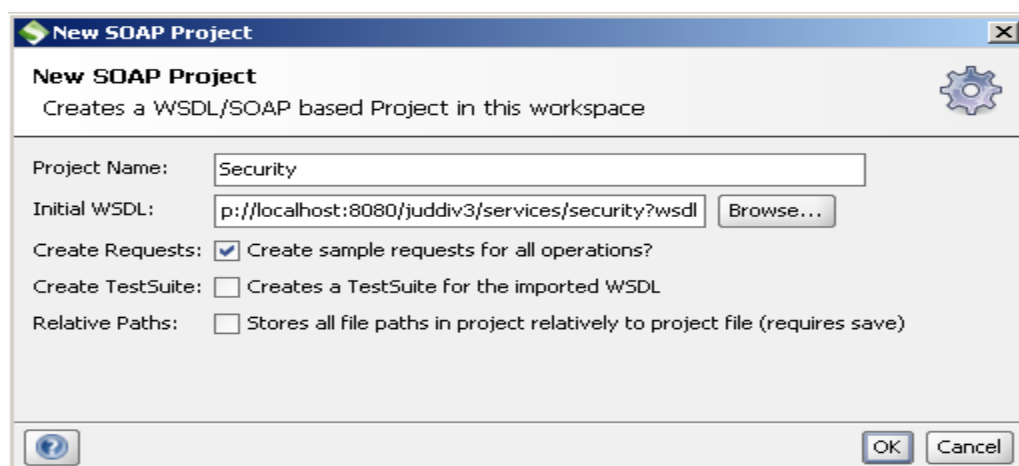 New SOAP Project
New SOAP Project
Creates a WSDL/SOAP based Project in this workspace
Project Name: Security
Initial WSDL: p://localhost:8080/juddiv3/services/security?wsdl Browse...
Create Requests: Create sample requests for all operations?
Create TestSuite: Creates a TestSuite for the imported WSDL
Relative Paths: Stores all file paths in project relatively to project file (requires save)
OK Cancel